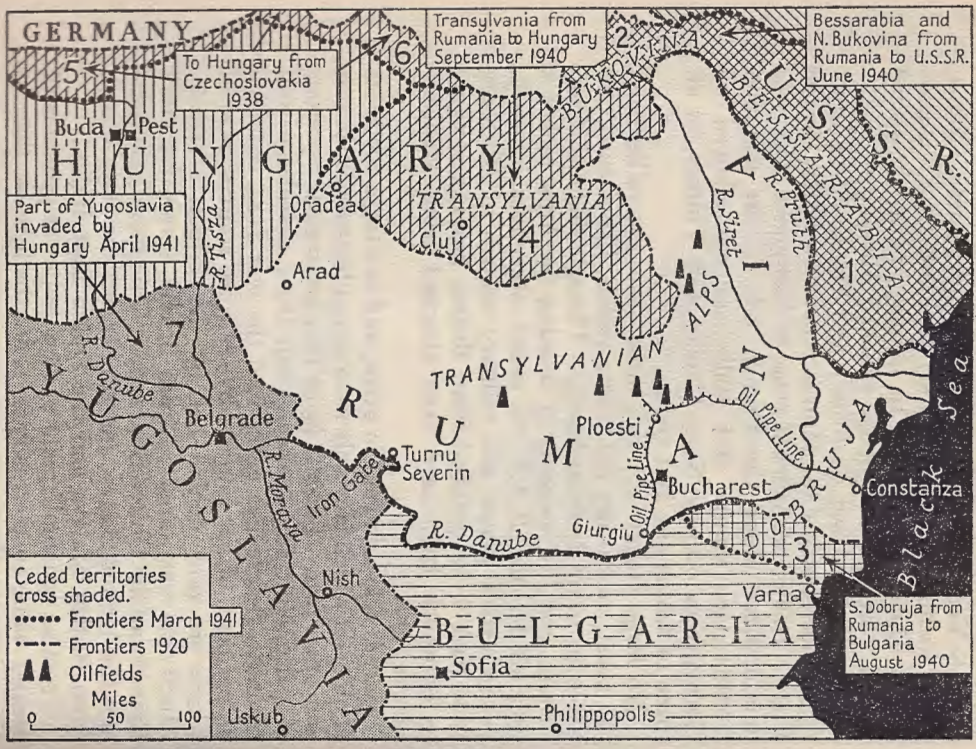 GERMANY
5
To Hungary from
Czechoslovakia
1938
6
Transylvania from
Rumania to Hungary
September 1940
2
BUKOVINA
Bessarabia and
N. Bukovina from
Rumania to U.S.S.R.
June 1940
U.S.S.R.
BESSARABIA
1
Buda
Pest
HUNGARY
Oradea
TRANSYLVANIA
Cluj
4
R. Pruth
R. Siret
Part of Yugoslavia
invaded by
Hungary April 1941
R. Tisza
Arad
7
R. Danube
TRANSYLVANIAN ALPS
YUGOSLAVIA
Belgrade
RUMANIA
Ploesti
Oil Pipe Line
Oil Pipe Line
DOBRUJA
Black Sea
Turnu
Severin
Iron Gate
R. Morava
Bucharest
Constanza
Giurgiu
R. Danube
3
Ceded territories
cross shaded.
Frontiers March 1941
Frontiers 1920
Oilfields
Miles
0 50 100
Nish
Varna
S. Dobruja from
Rumania to
Bulgaria
August 1940
BULGARIA
Sofia
Uskub
Philippopolis